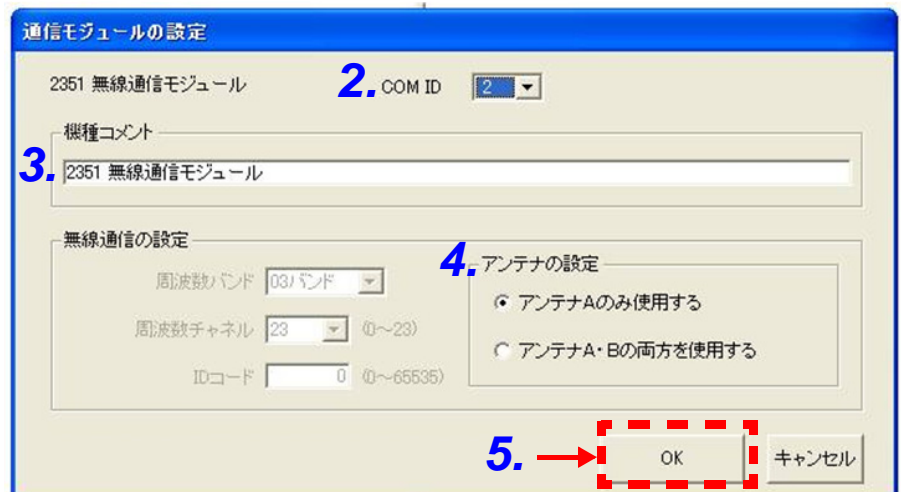 通信モジュールの設定
2351 無線通信モジュール 2. COM ID 2
機種コメント
3. 2351 無線通信モジュール
無線通信の設定
周波数バンド 03バンド
周波数チャネル 23 (0～23)
IDコード 0 (0～65535)
4. アンテナの設定
アンテナAのみ使用する
アンテナA・Bの両方を使用する
5. OK キャンセル